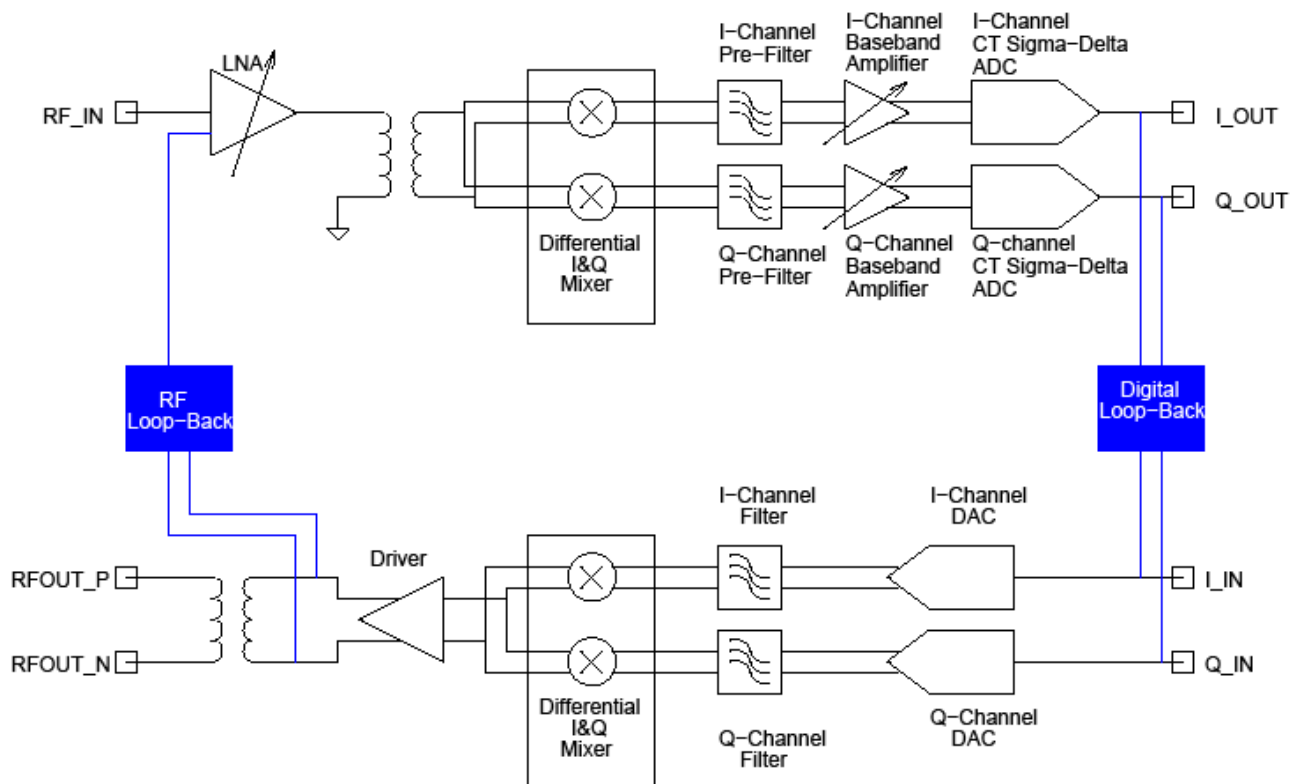 LNA
RF_IN
I-Channel
Pre-Filter
I-Channel
Baseband
Amplifier
I-Channel
CT Sigma-Delta
ADC
I_OUT
Q_OUT
Differential
I&Q
Mixer
Q-Channel
Pre-Filter
Q-Channel
Baseband
Amplifier
Q-channel
CT Sigma-Delta
ADC
RF
Loop-Back
Digital
Loop-Back
I-Channel
Filter
I-Channel
DAC
Driver
RFOUT_P
I_IN
RFOUT_N
Q_IN
Differential
I&Q
Mixer
Q-Channel
Filter
Q-Channel
DAC